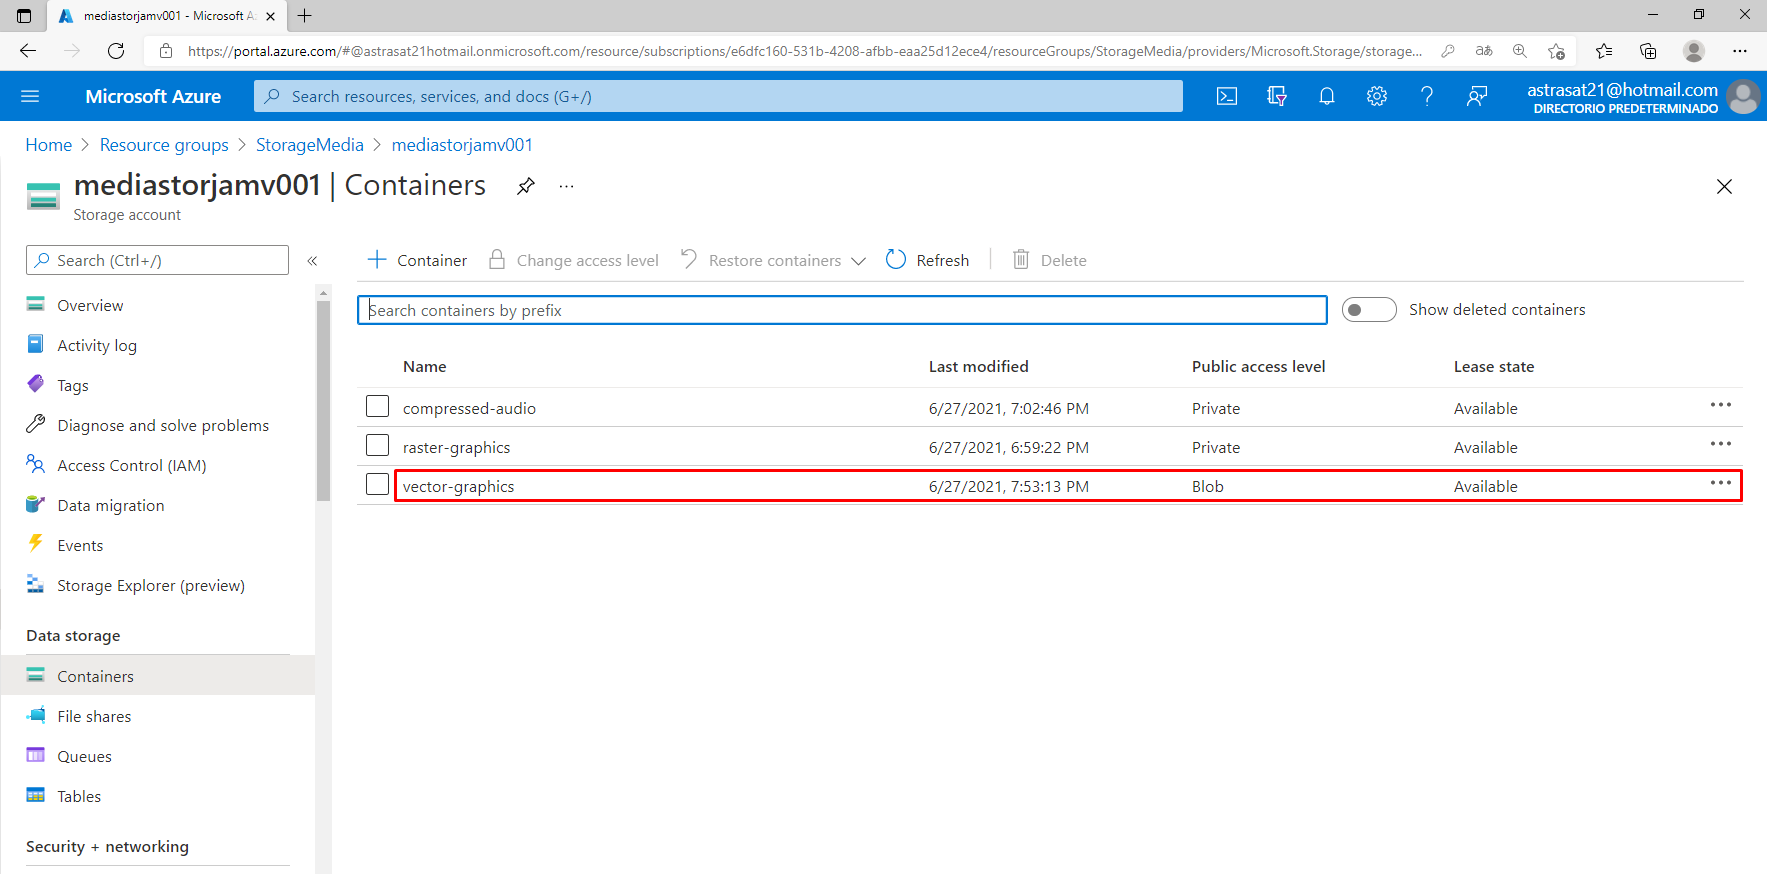 mediastorjamv001 - Microsoft A
https://portal.azure.com/#@astrasat21hotmail.onmicrosoft.com/resource/subscriptions/e6dfc160-531b-4208-afbb-eaa25d12ece4/resourceGroups/StorageMedia/providers/Microsoft.Storage/storage...
Microsoft Azure
Search resources, services, and docs (G+/)
astrasat21@hotmail.com
DIRECTORIO PREDETERMINADO
Home > Resource groups > StorageMedia > mediastorjamv001
mediastorjamv001 | Containers
Storage account
Search (Ctrl+/)
Overview
Activity log
Tags
Diagnose and solve problems
Access Control (IAM)
Data migration
Events
Storage Explorer (preview)
Data storage
Containers
File shares
Queues
Tables
Security + networking
Container Change access level Restore containers Refresh Delete
Search containers by prefix
Show deleted containers
Name Last modified Public access level Lease state
compressed-audio 6/27/2021, 7:02:46 PM Private Available
raster-graphics 6/27/2021, 6:59:22 PM Private Available
vector-graphics 6/27/2021, 7:53:13 PM Blob Available